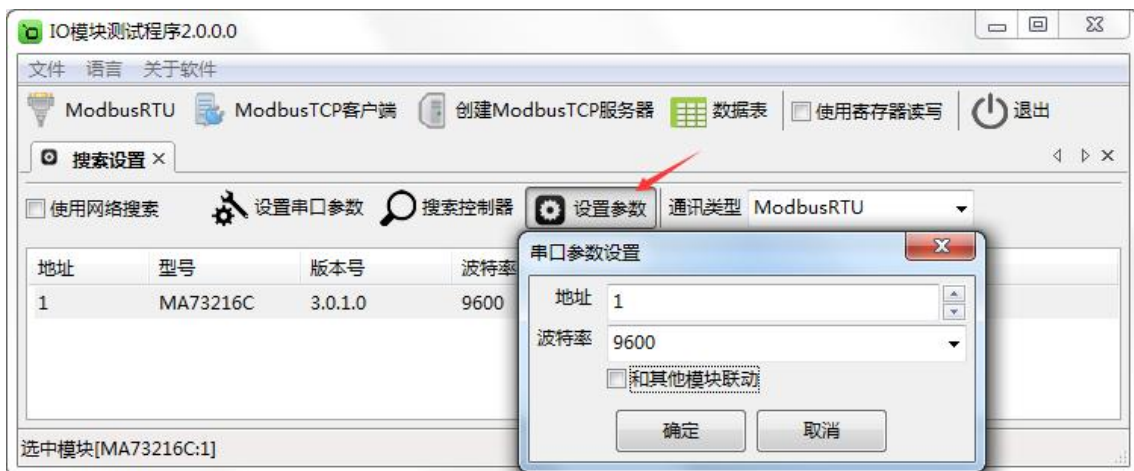 IO模块测试程序2.0.0.0
文件 语言 关于软件
ModbusRTU ModbusTCP客户端 创建ModbusTCP服务器 数据表 使用寄存器读写 退出
搜索设置
使用网络搜索 设置串口参数 搜索控制器 设置参数 通讯类型 ModbusRTU
地址 型号 版本号 波特率
1 MA73216C 3.0.1.0 9600
串口参数设置
地址 1
波特率 9600
和其他模块联动
确定 取消
选中模块[MA73216C:1]